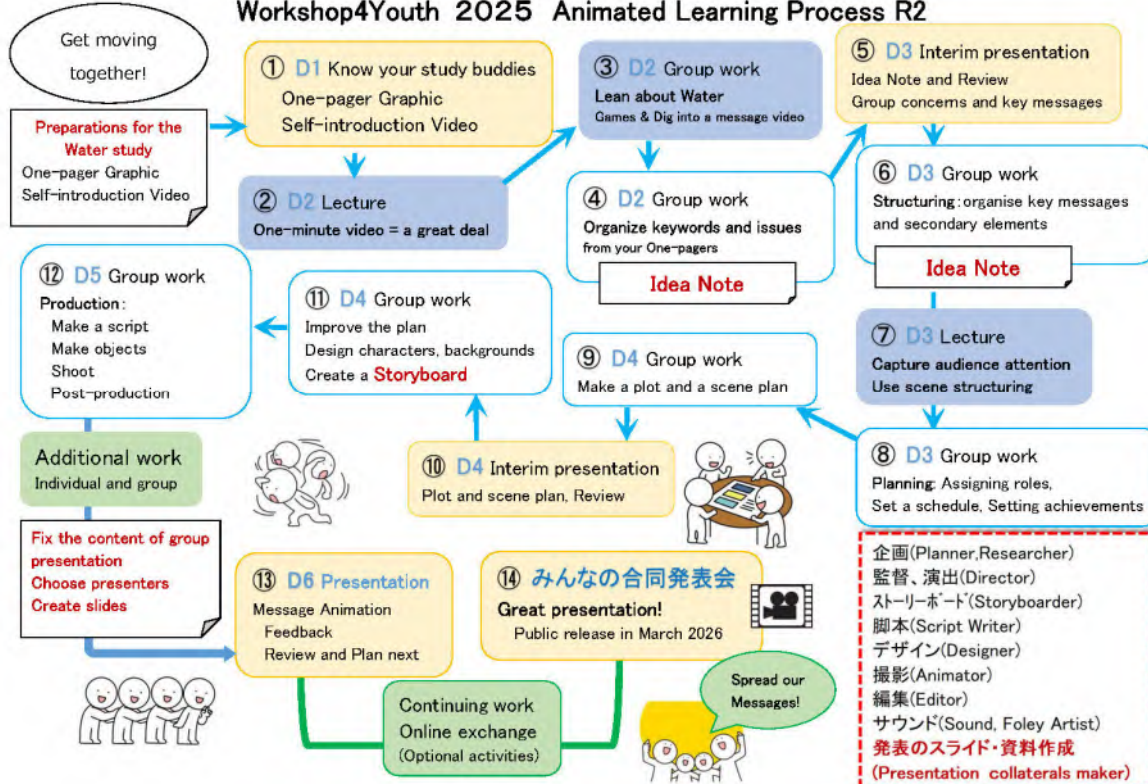 Workshop4Youth 2025 Animated Learning Process R2
Get moving
together!
Preparations for the
Water study
One-pager Graphic
Self-introduction Video
① D1 Know your study buddies
One-pager Graphic
Self-introduction Video
② D2 Lecture
One-minute video = a great deal
③ D2 Group work
Lean about Water
Games & Dig into a message video
④ D2 Group work
Organize keywords and issues
from your One-pagers
Idea Note
⑤ D3 Interim presentation
Idea Note and Review
Group concerns and key messages
⑥ D3 Group work
Structuring:organise key messages
and secondary elements
Idea Note
⑦ D3 Lecture
Capture audience attention
Use scene structuring
⑧ D3 Group work
Planning: Assigning roles,
Set a schedule, Setting achievements
⑨ D4 Group work
Make a plot and a scene plan
⑩ D4 Interim presentation
Plot and scene plan, Review
⑪ D4 Group work
Improve the plan
Design characters, backgrounds
Create a Storyboard
⑫ D5 Group work
Production:
Make a script
Make objects
Shoot
Post-production
Additional work
Individual and group
Fix the content of group
presentation
Choose presenters
Create slides
⑬ D6 Presentation
Message Animation
Feedback
Review and Plan next
⑭ みんなの合同発表会
Great presentation!
Public release in March 2026
Continuing work
Online exchange
(Optional activities)
Spread our
Messages!
企画(Planner,Researcher)
監督、演出(Director)
ストーリーボード(Storyboarder)
脚本(Script Writer)
デザイン(Designer)
撮影(Animator)
編集(Editor)
サウンド(Sound, Foley Artist)
発表のスライド・資料作成
(Presentation collaterals maker)